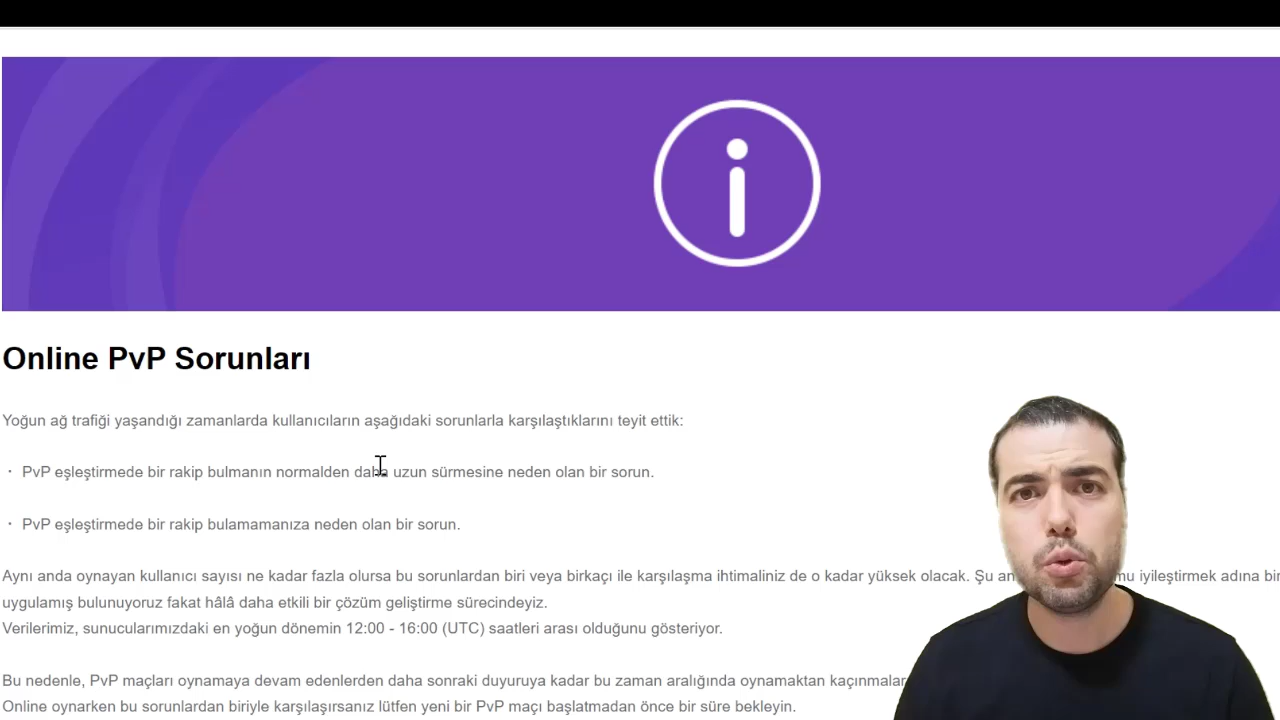 Online PvP Sorunları
Yoğun ağ trafiği yaşandığı zamanlarda kullanıcıların aşağıdaki sorunlarla karşılaştıklarını teyit ettik:
· PvP eşleştirmede bir rakip bulmanın normalden daha uzun sürmesine neden olan bir sorun.
· PvP eşleştirmede bir rakip bulamamanıza neden olan bir sorun.
Aynı anda oynayan kullanıcı sayısı ne kadar fazla olursa bu sorunlardan biri veya birkaçı ile karşılaşma ihtimaliniz de o kadar yüksek olacak. Şu iyileştirmek adına
uygulamış bulunuyoruz fakat hâlâ daha etkili bir çözüm geliştirme sürecindeyiz.
Verilerimiz, sunucularımızdaki en yoğun dönemin 12:00 - 16:00 (UTC) saatleri arası olduğunu gösteriyor.
Bu nedenle, PvP maçları oynamaya devam edenlerden daha sonraki duyuruya kadar bu zaman aralığında oynamaktan
Online oynarken bu sorunlardan biriyle karşılaşırsanız lütfen yeni bir PvP maçı başlatmadan önce bir süre bekleyin.